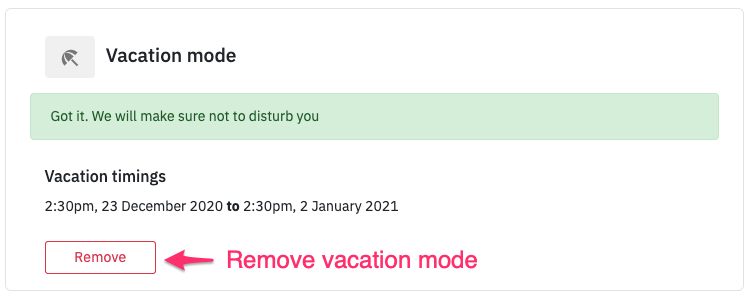 Vacation mode
Got it. We will make sure not to disturb you
Vacation timings
2:30pm, 23 December 2020 to 2:30pm, 2 January 2021
Remove
Remove vacation mode